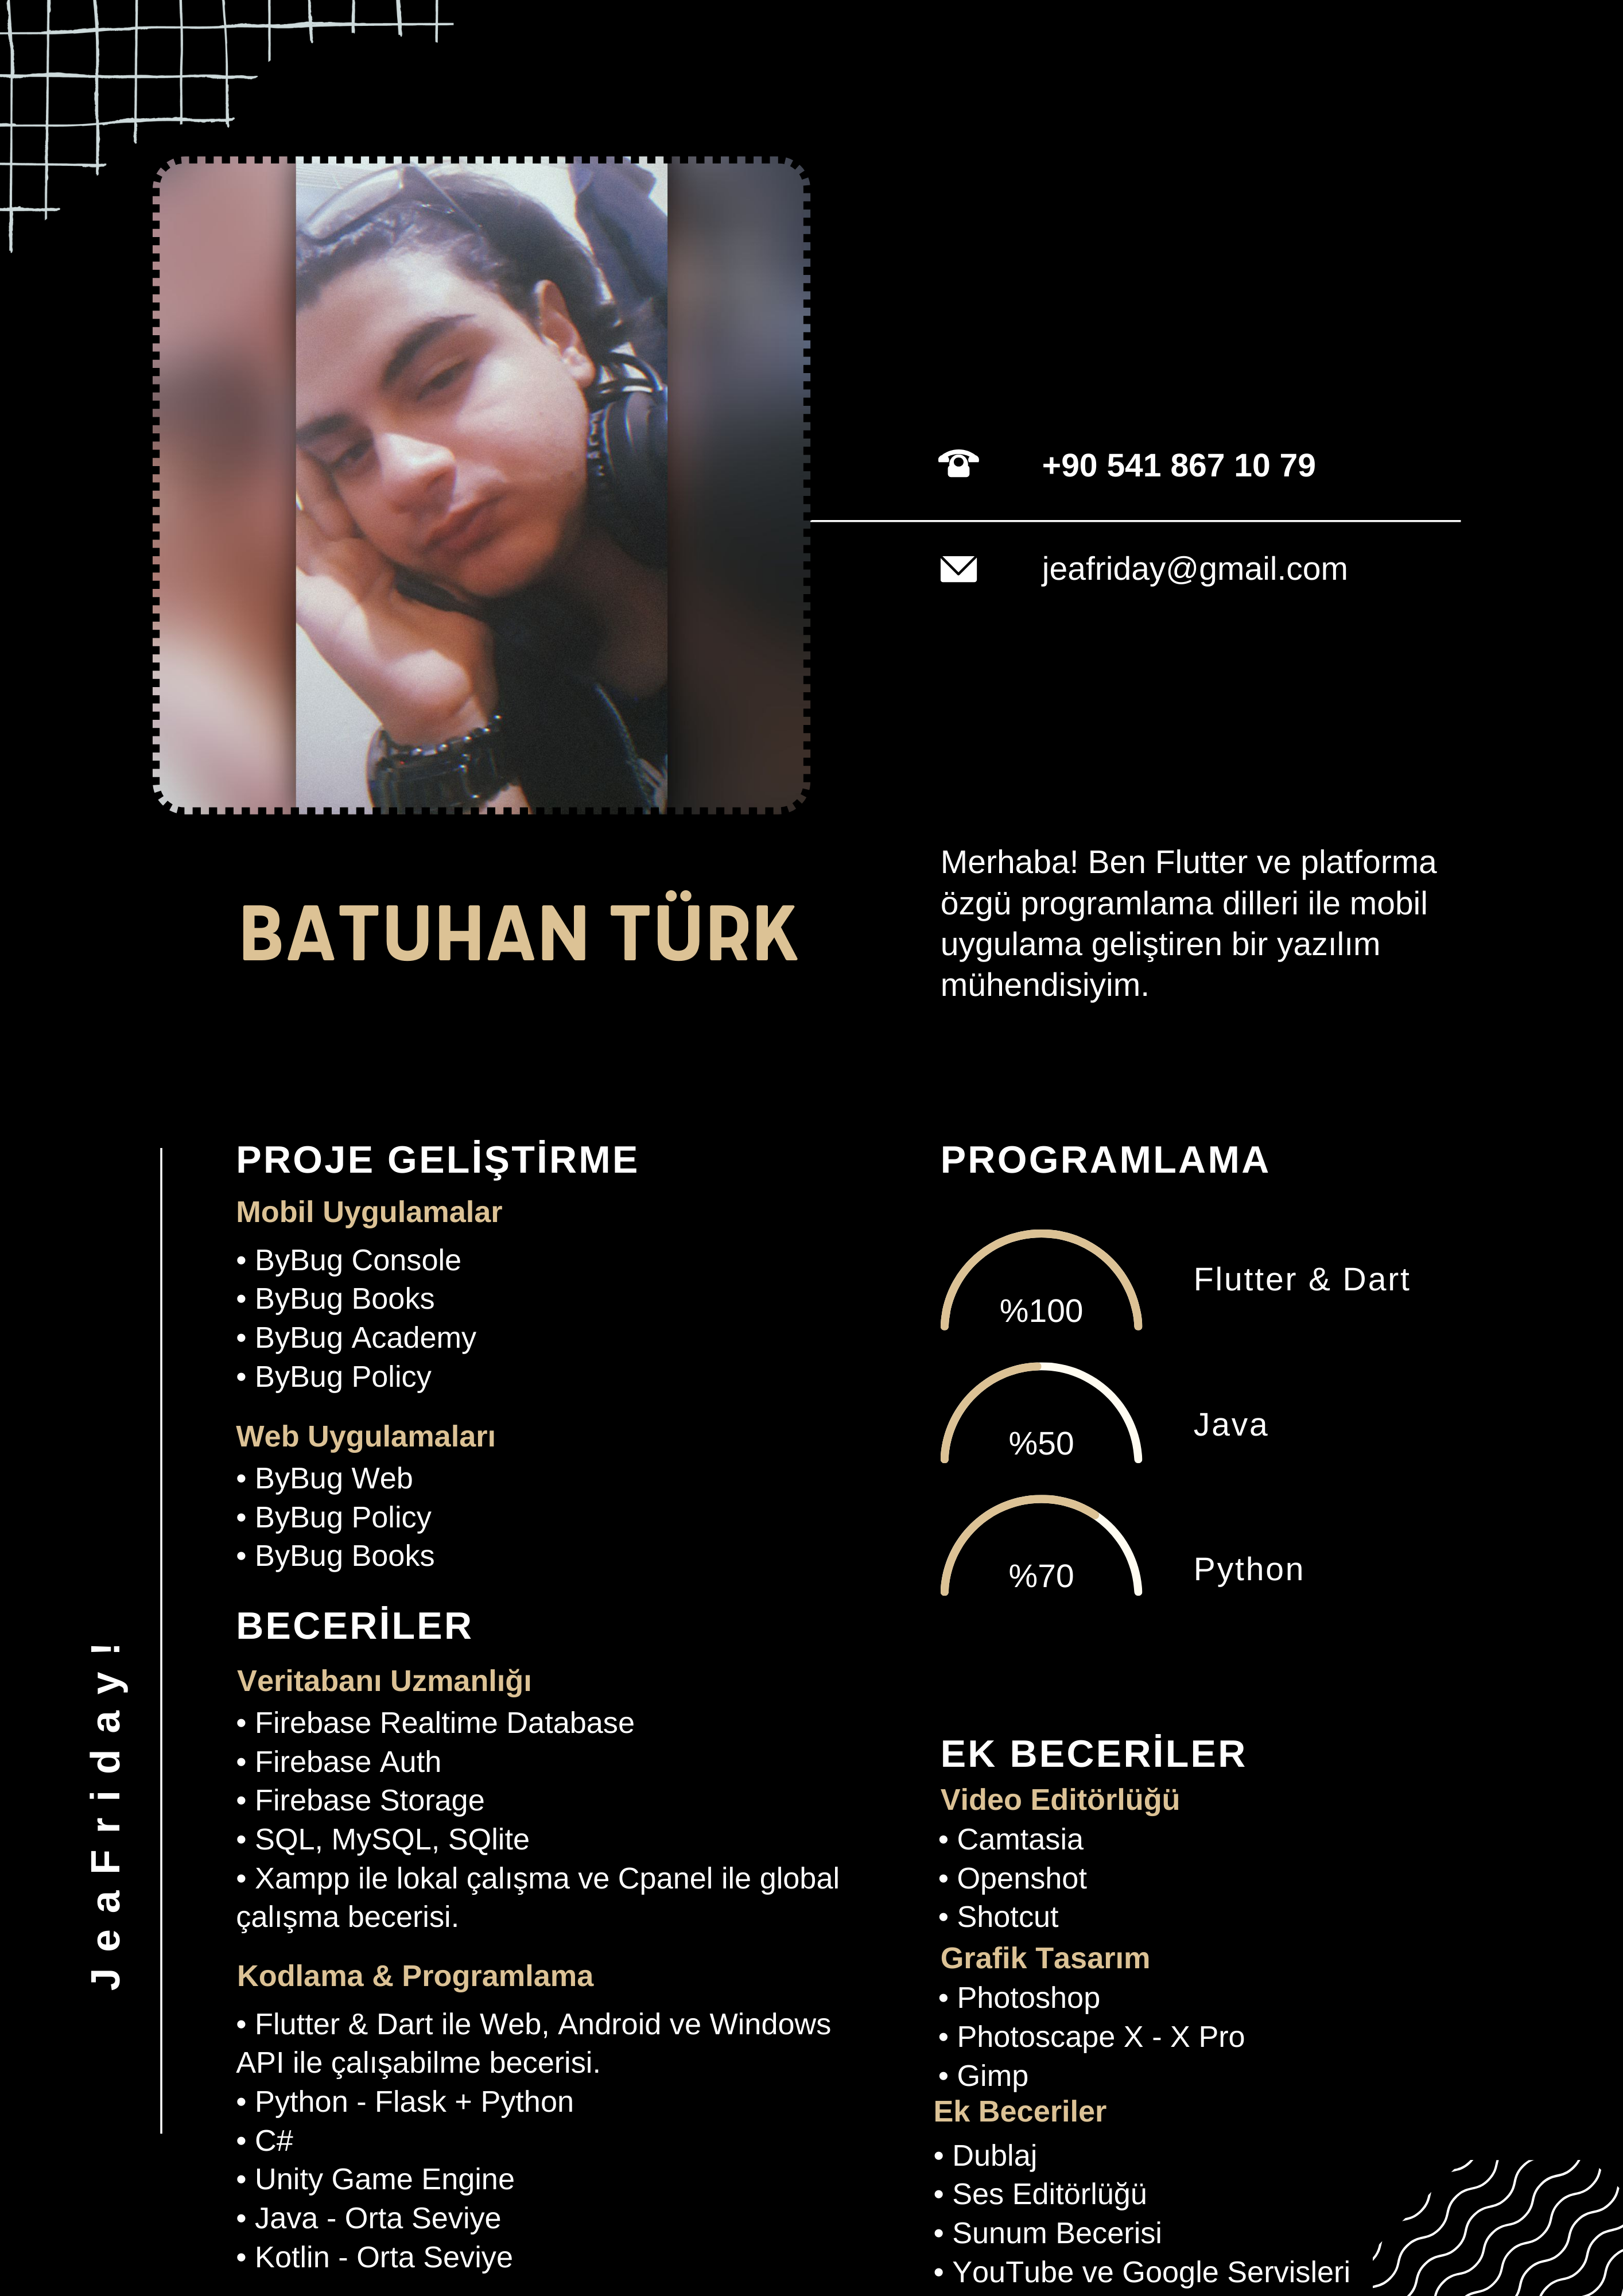 +90 541 867 10 79
jeafriday@gmail.com
BATUHAN TÜRK
Merhaba! Ben Flutter ve platforma
özgü programlama dilleri ile mobil
uygulama geliştiren bir yazılım
mühendisiyim.
JeaFriday!
PROJE GELİŞTİRME
Mobil Uygulamalar
• ByBug Console
• ByBug Books
• ByBug Academy
• ByBug Policy
Web Uygulamaları
• ByBug Web
• ByBug Policy
• ByBug Books
BECERİLER
Veritabanı Uzmanlığı
• Firebase Realtime Database
• Firebase Auth
• Firebase Storage
• SQL, MySQL, SQlite
• Xampp ile lokal çalışma ve Cpanel ile global
çalışma becerisi.
Kodlama & Programlama
• Flutter & Dart ile Web, Android ve Windows
API ile çalışabilme becerisi.
• Python - Flask + Python
• C#
• Unity Game Engine
• Java - Orta Seviye
• Kotlin - Orta Seviye
PROGRAMLAMA
%100 Flutter & Dart
%50 Java
%70 Python
EK BECERİLER
Video Editörlüğü
• Camtasia
• Openshot
• Shotcut
Grafik Tasarım
• Photoshop
• Photoscape X - X Pro
• Gimp
Ek Beceriler
• Dublaj
• Ses Editörlüğü
• Sunum Becerisi
• YouTube ve Google Servisleri